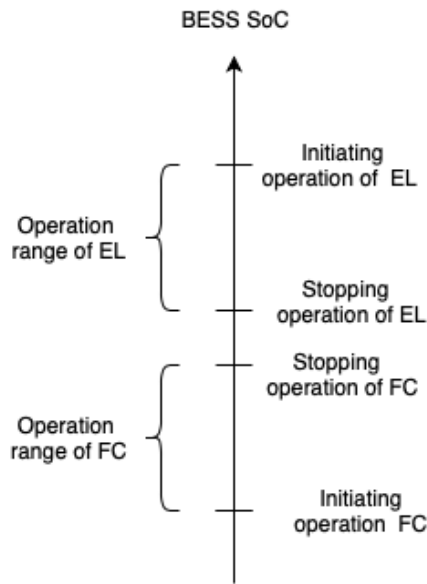 BESS SoC
Initiating
operation of EL
Operation
range of EL
Stopping
operation of EL
Stopping
operation of FC
Operation
range of FC
Initiating
operation FC